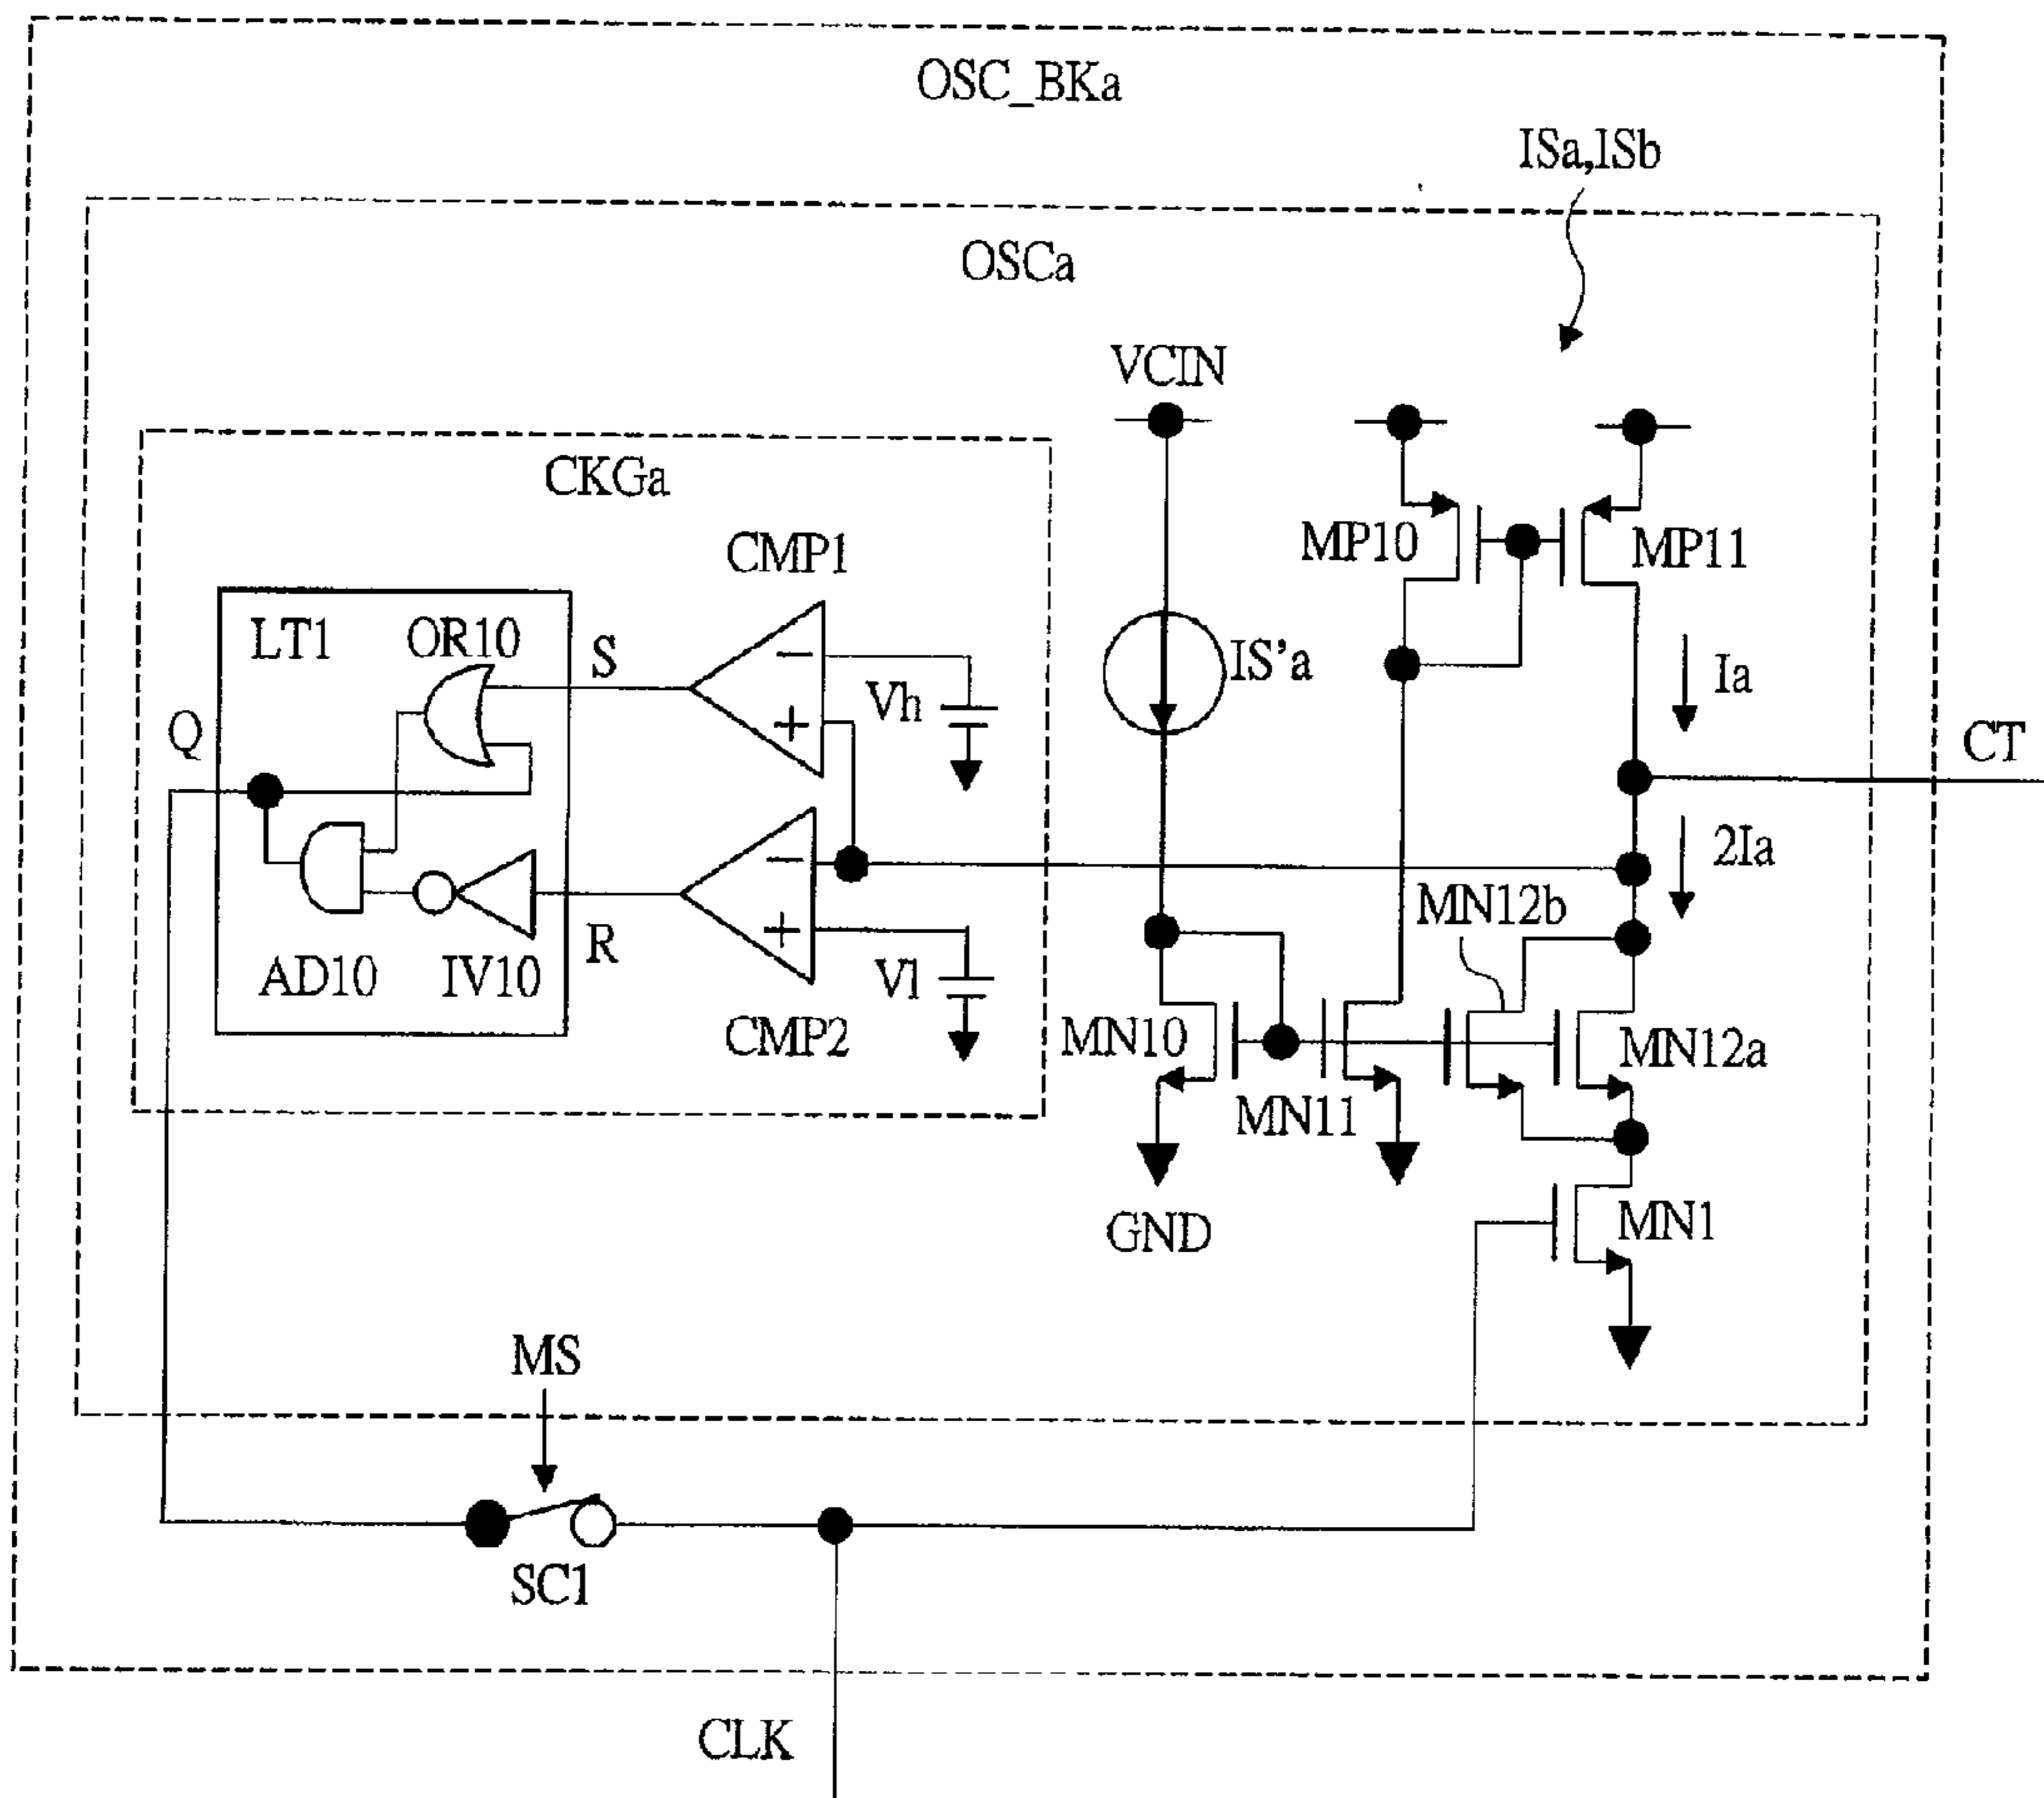 OSC_BKa
ISa,ISb
OSCa
VCIN
CKGa
CMP1
MP10
MP11
LT1
OR10
S
IS'a
Ia
Vh
Q
CT
2Ia
MN12b
R
AD10
IV10
Vl
CMP2
MN10
MN12a
MN11
GND
MN1
MS
SC1
CLK
−
+
−
+